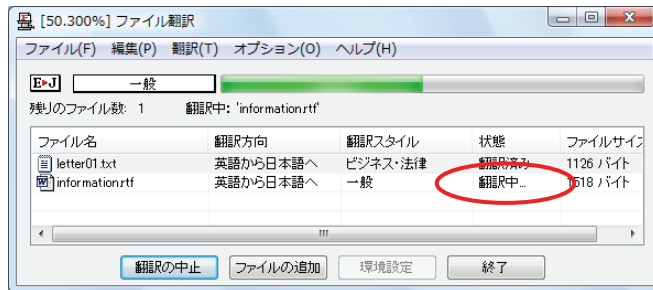 [50.300%] ファイル翻訳
ファイル(F) 編集(P) 翻訳(T) オプション(O) ヘルプ(H)
E▸J 一般
残りのファイル数: 1 翻訳中: 'information.rtf'
ファイル名 翻訳方向 翻訳スタイル 状態 ファイルサイズ
letter01.txt 英語から日本語へ ビジネス・法律 翻訳済み 1126 バイト
information.rtf 英語から日本語へ 一般 翻訳中... 1518 バイト
翻訳の中止 ファイルの追加 環境設定 終了